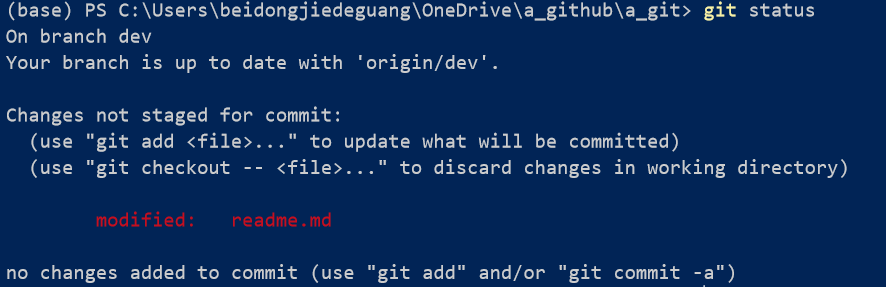 (base) PS C:\Users\beidongjiedeguang\OneDrive\a_github\a_git> git status
On branch dev
Your branch is up to date with 'origin/dev'.
Changes not staged for commit:
(use "git add <file>..." to update what will be committed)
(use "git checkout -- <file>..." to discard changes in working directory)
modified: readme.md
no changes added to commit (use "git add" and/or "git commit -a")